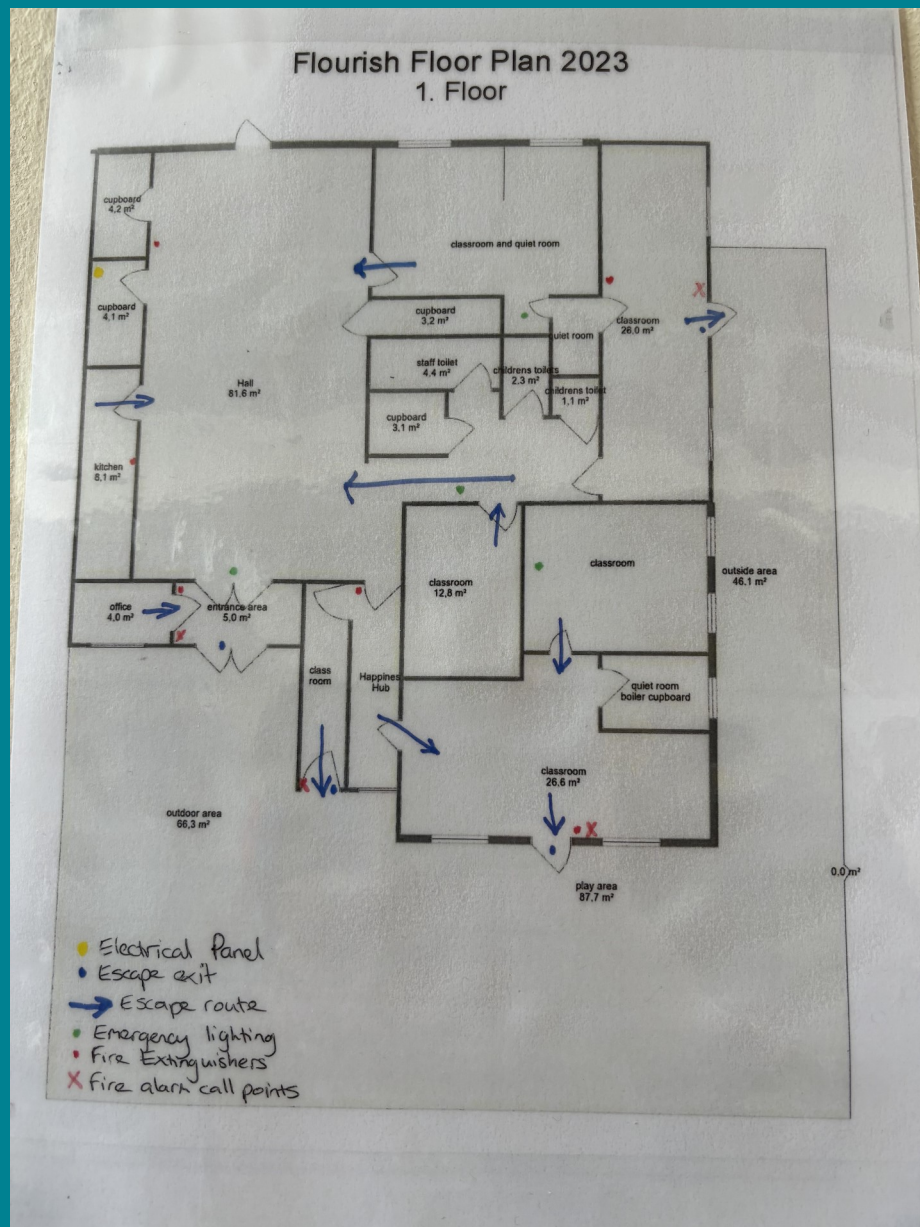 Flourish Floor Plan 2023
1. Floor
cupboard
4,2 m²
classroom and quiet room
cupboard
4,1 m²
cupboard
3,2 m²
classroom
26,0 m²
quiet room
staff toilet
4.4 m²
childrens toilets
2.3 m²
childrens toilet
1,1 m²
Hall
81,6 m²
cupboard
3,1 m²
kitchen
8,1 m²
classroom
12,8 m²
classroom
outside area
46.1 m²
office
4,0 m²
entrance area
5,0 m²
class
room
Happines
Hub
quiet room
boiler cupboard
classroom
26,6 m²
outdoor area
66,3 m²
0,0 m²
play area
87,7 m²
Electrical Panel
Escape exit
Escape route
Emergency lighting
Fire Extinguishers
X Fire alarm call points